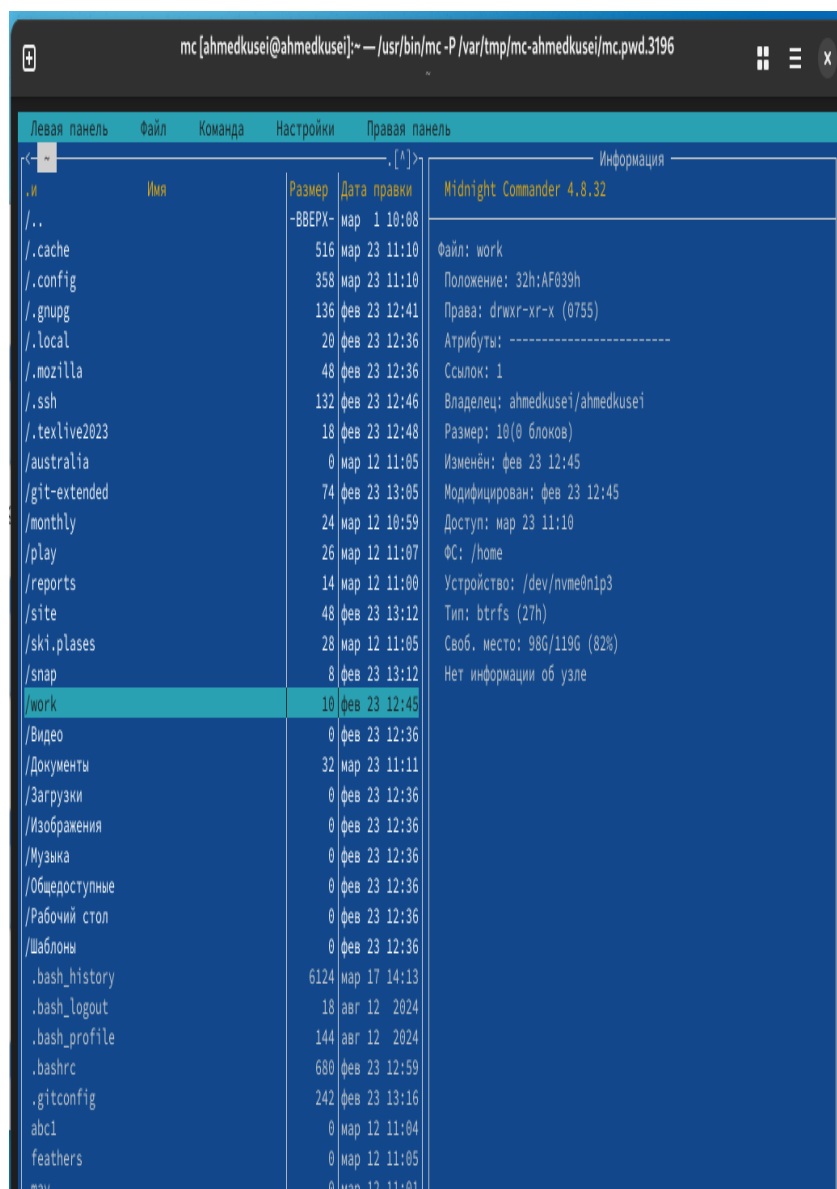 mc [ahmedkusei@ahmedkusei]:~ — /usr/bin/mc -P /var/tmp/mc-ahmedkusei/mc.pwd.3196
~
Левая панель Файл Команда Настройки Правая панель
<- ~ .[^]> Информация
.и Имя Размер Дата правки Midnight Commander 4.8.32
/.. -ВВЕРХ- мар 1 10:08
/.cache 516 мар 23 11:10 Файл: work
/.config 358 мар 23 11:10 Положение: 32h:AF039h
/.gnupg 136 фев 23 12:41 Права: drwxr-xr-x (0755)
/.local 20 фев 23 12:36 Атрибуты: -------------------------
/.mozilla 48 фев 23 12:36 Ссылок: 1
/.ssh 132 фев 23 12:46 Владелец: ahmedkusei/ahmedkusei
/.texlive2023 18 фев 23 12:48 Размер: 10(0 блоков)
/australia 0 мар 12 11:05 Изменён: фев 23 12:45
/git-extended 74 фев 23 13:05 Модифицирован: фев 23 12:45
/monthly 24 мар 12 10:59 Доступ: мар 23 11:10
/play 26 мар 12 11:07 ФС: /home
/reports 14 мар 12 11:00 Устройство: /dev/nvme0n1p3
/site 48 фев 23 13:12 Тип: btrfs (27h)
/ski.plases 28 мар 12 11:05 Своб. место: 98G/119G (82%)
/snap 8 фев 23 13:12 Нет информации об узле
/work 10 фев 23 12:45
/Видео 0 фев 23 12:36
/Документы 32 мар 23 11:11
/Загрузки 0 фев 23 12:36
/Изображения 0 фев 23 12:36
/Музыка 0 фев 23 12:36
/Общедоступные 0 фев 23 12:36
/Рабочий стол 0 фев 23 12:36
/Шаблоны 0 фев 23 12:36
.bash_history 6124 мар 17 14:13
.bash_logout 18 авг 12 2024
.bash_profile 144 авг 12 2024
.bashrc 680 фев 23 12:59
.gitconfig 242 фев 23 13:16
abc1 0 мар 12 11:04
feathers 0 мар 12 11:05
may 0 мар 12 11:01